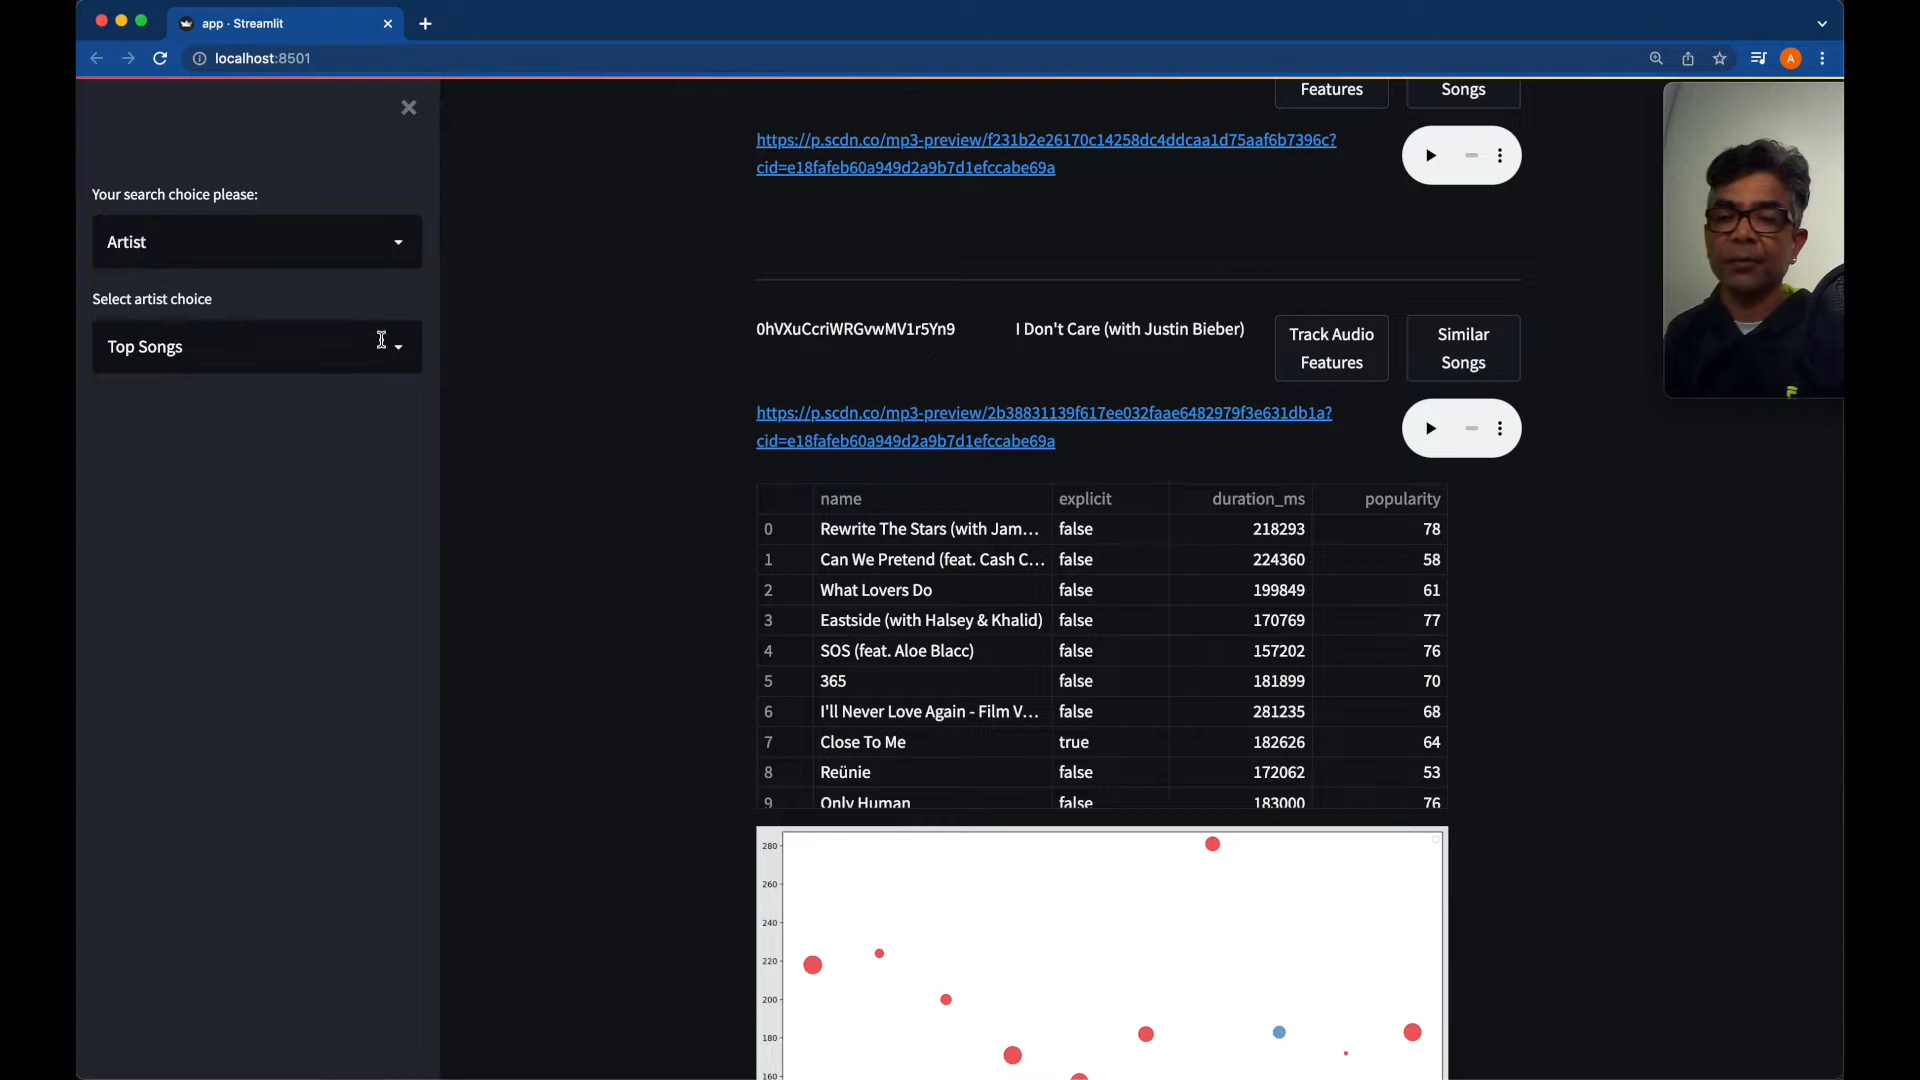 app · Streamlit
localhost:8501
A
Features
Songs
https://p.scdn.co/mp3-preview/f231b2e26170c14258dc4ddcaa1d75aaf6b7396c?
cid=e18fafeb60a949d2a9b7d1efccabe69a
Your search choice please:
Artist
Select artist choice
Top Songs
0hVXuCcriWRGvwMV1r5Yn9
I Don't Care (with Justin Bieber)
Track Audio
Features
Similar
Songs
https://p.scdn.co/mp3-preview/2b38831139f617ee032faae6482979f3e631db1a?
cid=e18fafeb60a949d2a9b7d1efccabe69a
name explicit duration_ms popularity
0 Rewrite The Stars (with Jam... false 218293 78
1 Can We Pretend (feat. Cash C... false 224360 58
2 What Lovers Do false 199849 61
3 Eastside (with Halsey & Khalid) false 170769 77
4 SOS (feat. Aloe Blacc) false 157202 76
5 365 false 181899 70
6 I'll Never Love Again - Film V... false 281235 68
7 Close To Me true 182626 64
8 Reünie false 172062 53
9 Only Human false 183000 76
280
260
240
220
200
180
160